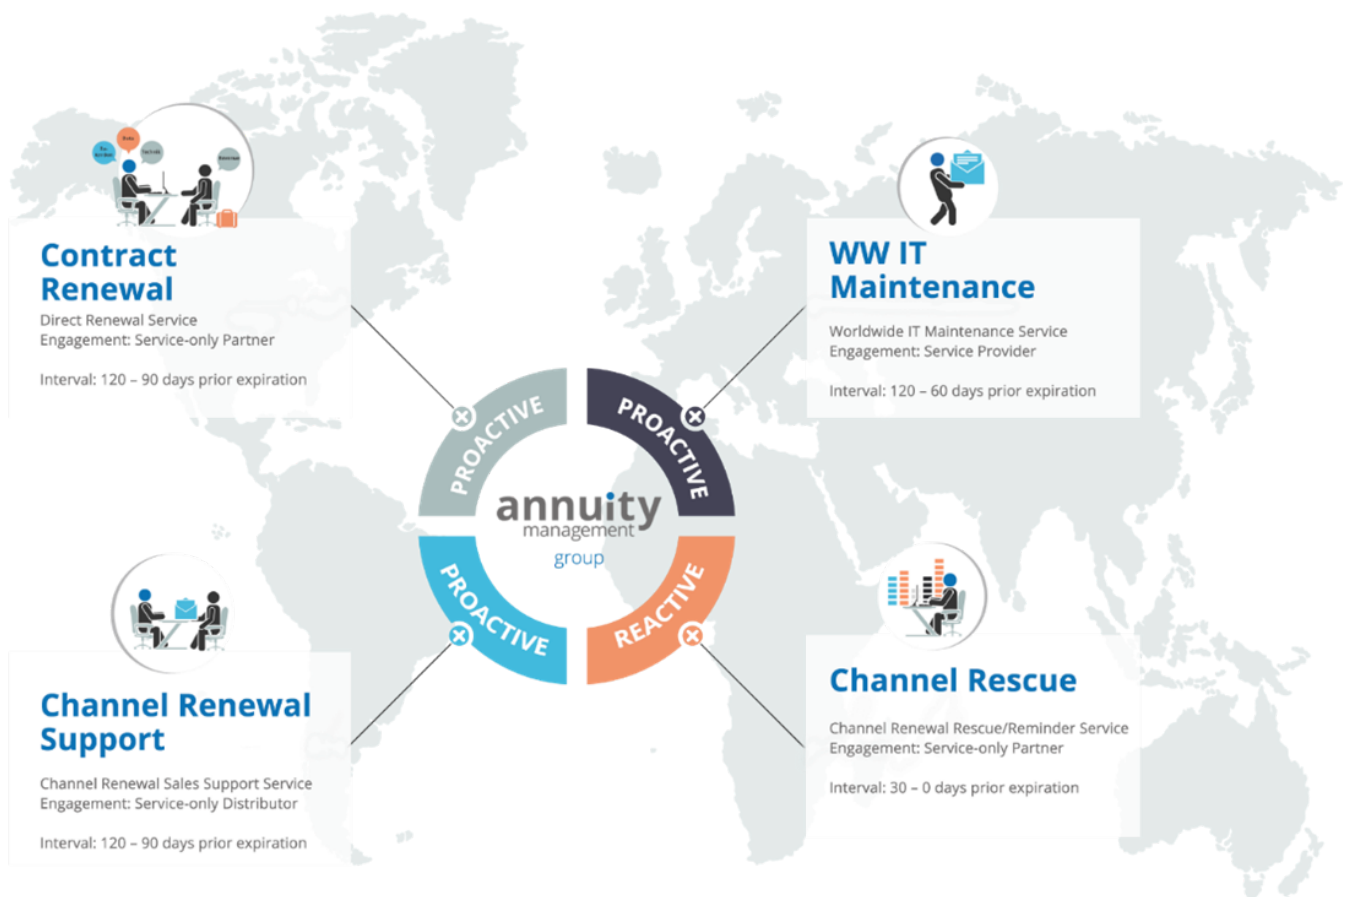 Contract
Renewal
Direct Renewal Service
Engagement: Service-only Partner
Interval: 120 – 90 days prior expiration
WW IT
Maintenance
Worldwide IT Maintenance Service
Engagement: Service Provider
Interval: 120 – 60 days prior expiration
PROACTIVE
PROACTIVE
annuity
management
group
PROACTIVE
REACTIVE
Channel Renewal
Support
Channel Renewal Sales Support Service
Engagement: Service-only Distributor
Interval: 120 – 90 days prior expiration
Channel Rescue
Channel Renewal Rescue/Reminder Service
Engagement: Service-only Partner
Interval: 30 – 0 days prior expiration